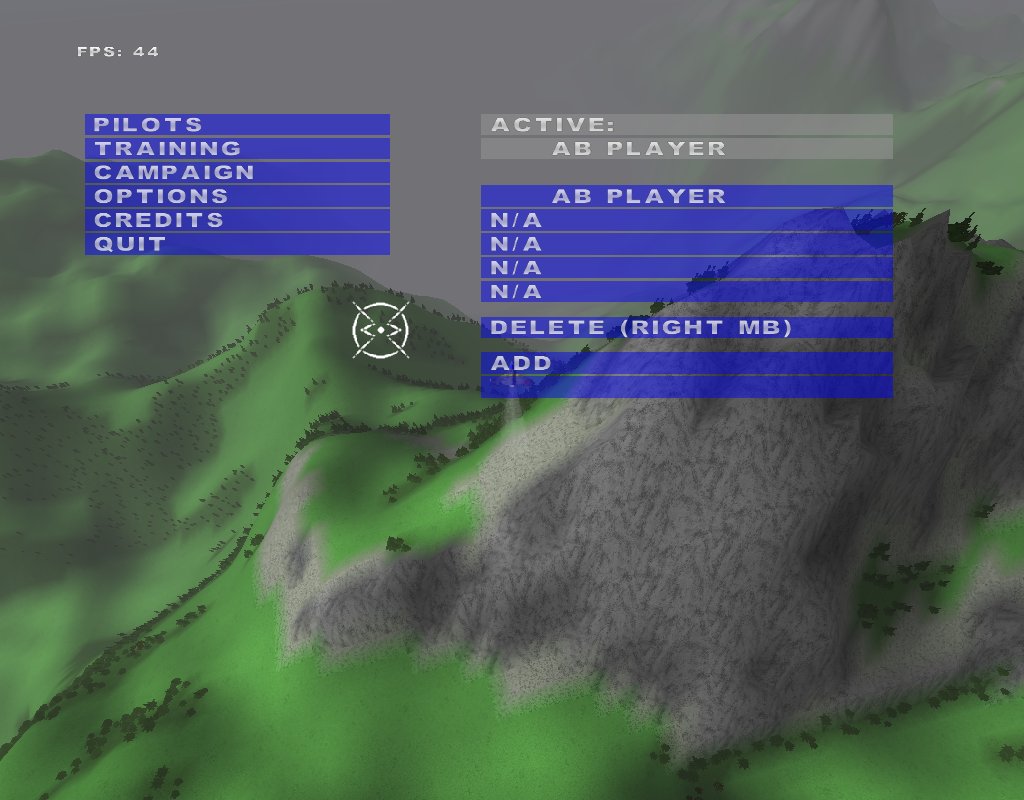 FPS: 44
PILOTS
TRAINING
CAMPAIGN
OPTIONS
CREDITS
QUIT
ACTIVE:
AB PLAYER
AB PLAYER
N/A
N/A
N/A
N/A
DELETE (RIGHT MB)
ADD